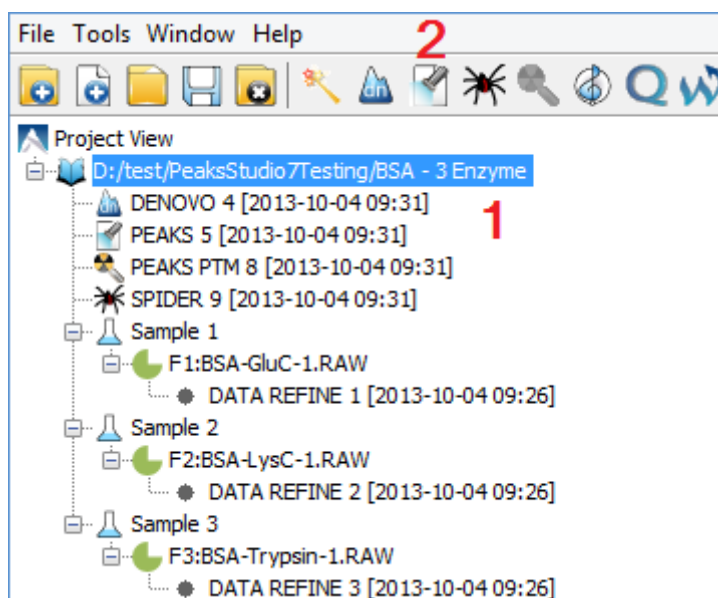 File Tools Window Help
2
dn Q W
Project View
D:/test/PeaksStudio7Testing/BSA - 3 Enzyme
1
dn DENOVO 4 [2013-10-04 09:31]
PEAKS 5 [2013-10-04 09:31]
PEAKS PTM 8 [2013-10-04 09:31]
SPIDER 9 [2013-10-04 09:31]
Sample 1
F1:BSA-GluC-1.RAW
DATA REFINE 1 [2013-10-04 09:26]
Sample 2
F2:BSA-LysC-1.RAW
DATA REFINE 2 [2013-10-04 09:26]
Sample 3
F3:BSA-Trypsin-1.RAW
DATA REFINE 3 [2013-10-04 09:26]